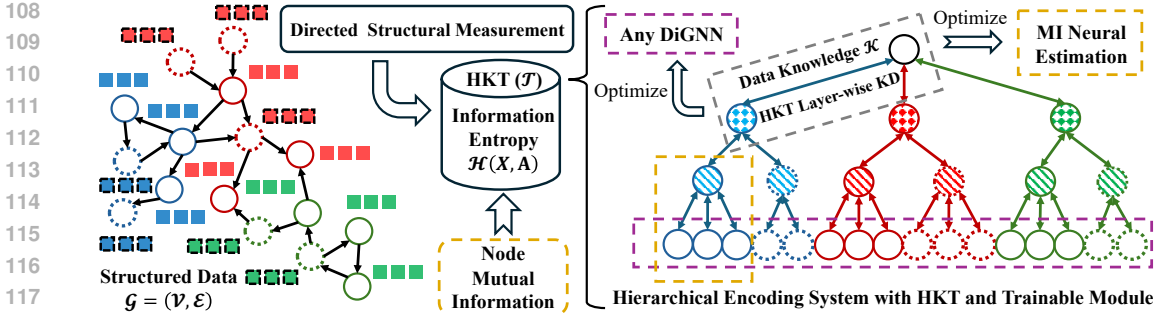 108
109
110
111
112
113
114
115
116
117
Directed Structural Measurement
HKT (𝒯)
Information
Entropy
ℋ(X, A)
Node
Mutual
Information
Structured Data
𝒢 = (𝒱, ℰ)
Any DiGNN
Optimize
Data Knowledge 𝒦
HKT Layer-wise KD
Optimize
MI Neural
Estimation
Hierarchical Encoding System with HKT and Trainable Module